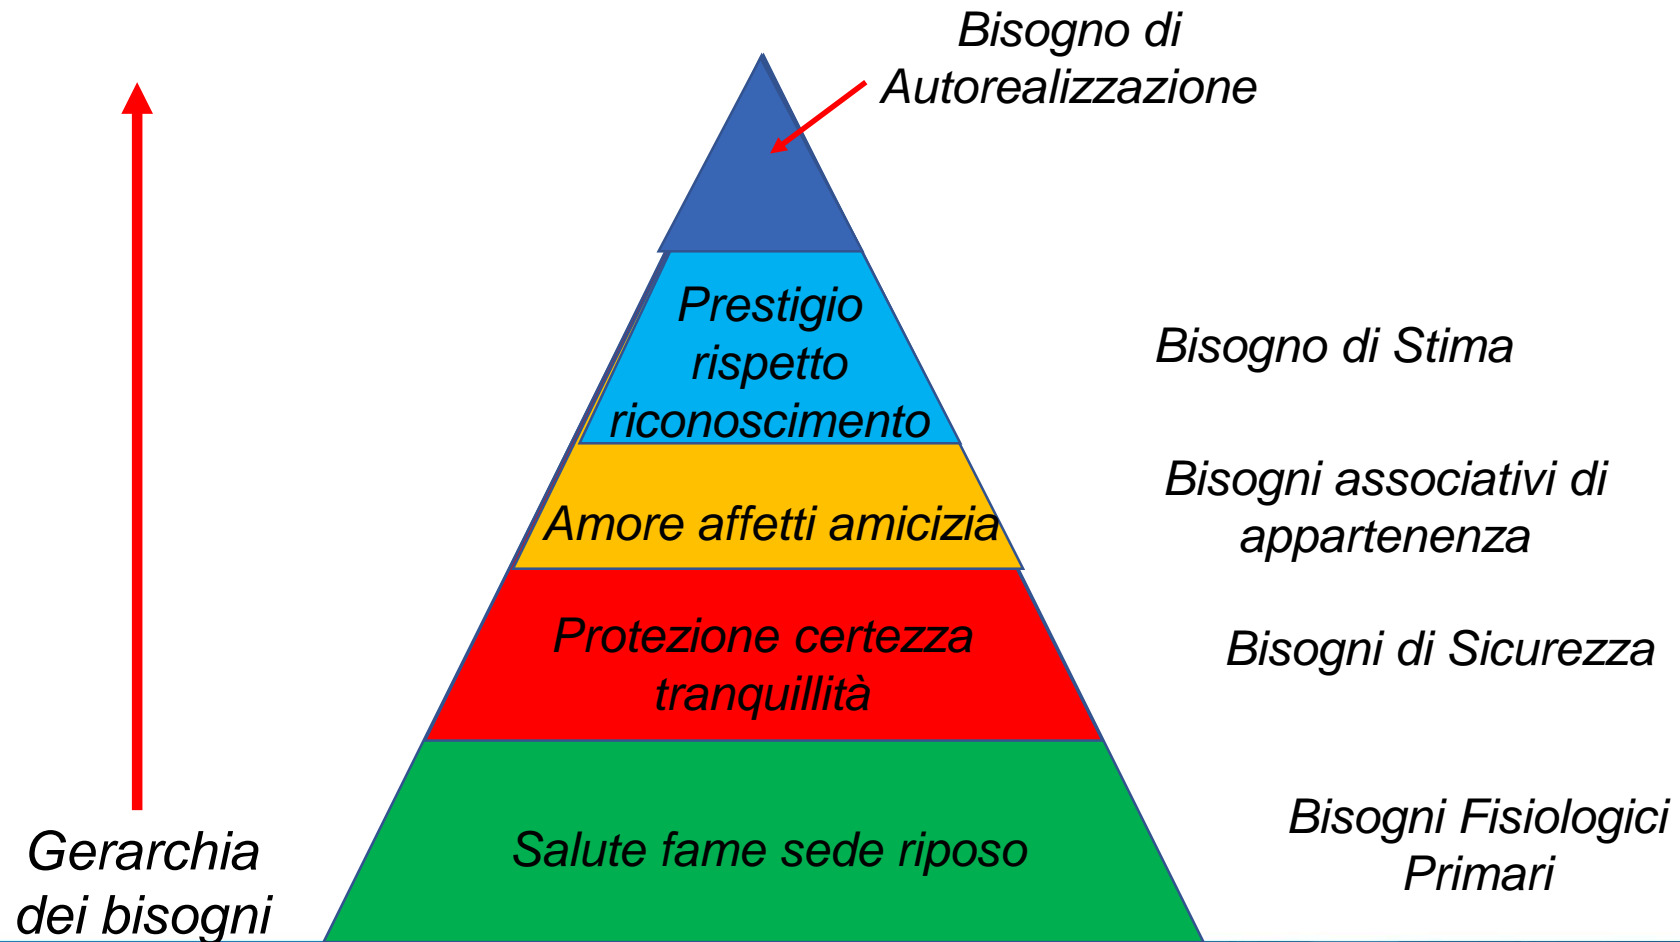 Bisogno di
Autorealizzazione
Prestigio
rispetto
riconoscimento
Bisogno di Stima
Amore affetti amicizia
Bisogni associativi di
appartenenza
Protezione certezza
tranquillità
Bisogni di Sicurezza
Salute fame sede riposo
Bisogni Fisiologici
Primari
Gerarchia
dei bisogni